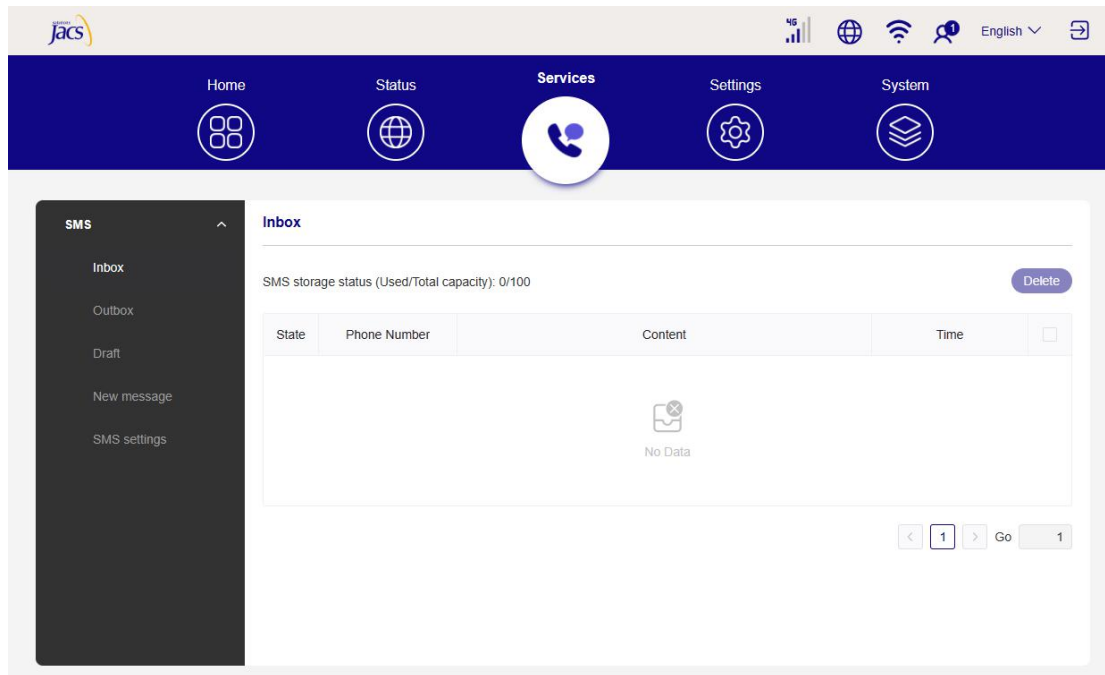 Jacs
4G
1
English
Home
Status
Services
Settings
System
SMS
Inbox
Outbox
Draft
New message
SMS settings
Inbox
SMS storage status (Used/Total capacity): 0/100
Delete
State Phone Number Content Time
No Data
1 Go 1